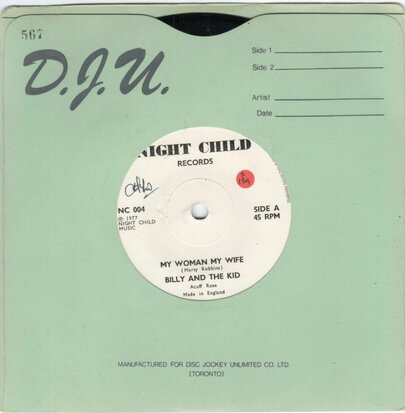 567
D.J.U.
Side 1
Side 2
Artist
Date
NIGHT CHILD
RECORDS
NC 004
℗ 1977
NIGHT CHILD
MUSIC
SIDE A
45 RPM
MY WOMAN MY WIFE
(Marty Robbins)
BILLY AND THE KID
Acuff Rose
Made in England
MANUFACTURED FOR DISC JOCKEY UNLIMITED CO LTD
(TORONTO)